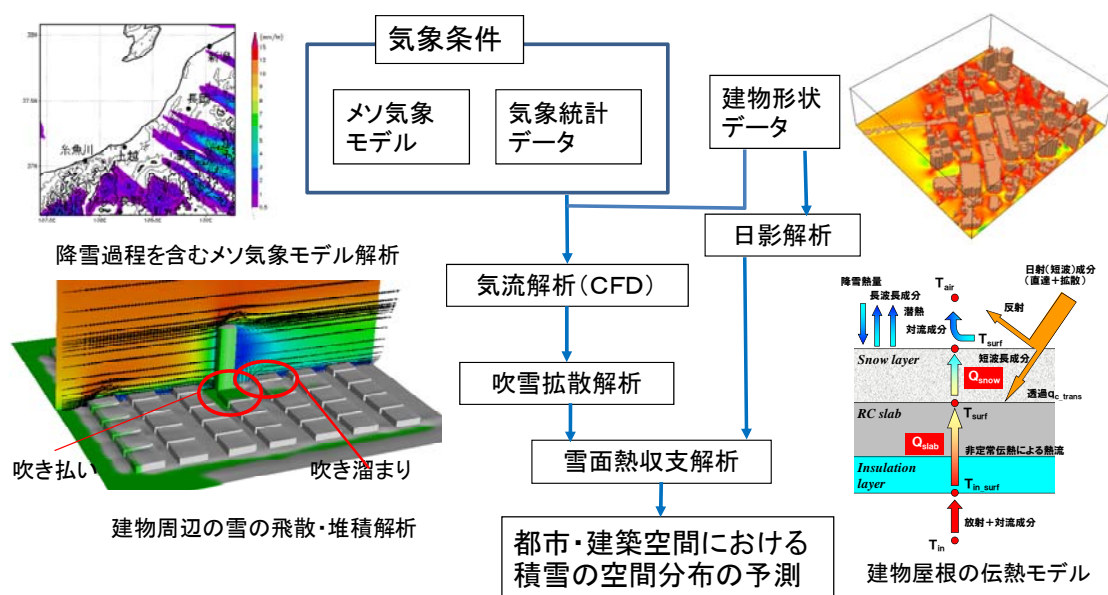 気象条件
メソ気象
モデル
気象統計
データ
建物形状
データ
日影解析
気流解析(CFD)
吹雪拡散解析
雪面熱収支解析
都市・建築空間における
積雪の空間分布の予測
(mm/h)
15
長岡
糸魚川
上越
降雪過程を含むメソ気象モデル解析
吹き払い
吹き溜まり
建物周辺の雪の飛散・堆積解析
降雪熱量
長波長成分
潜熱
対流成分
Tair
Tsurf
日射(短波)成分
(直達+拡散)
反射
Snow layer
短波長成分
Qsnow
透過qc_trans
RC slab
Tsurf
Qslab
非定常伝熱による熱流
Insulation
layer
Tin_surf
放射+対流成分
Tin
建物屋根の伝熱モデル